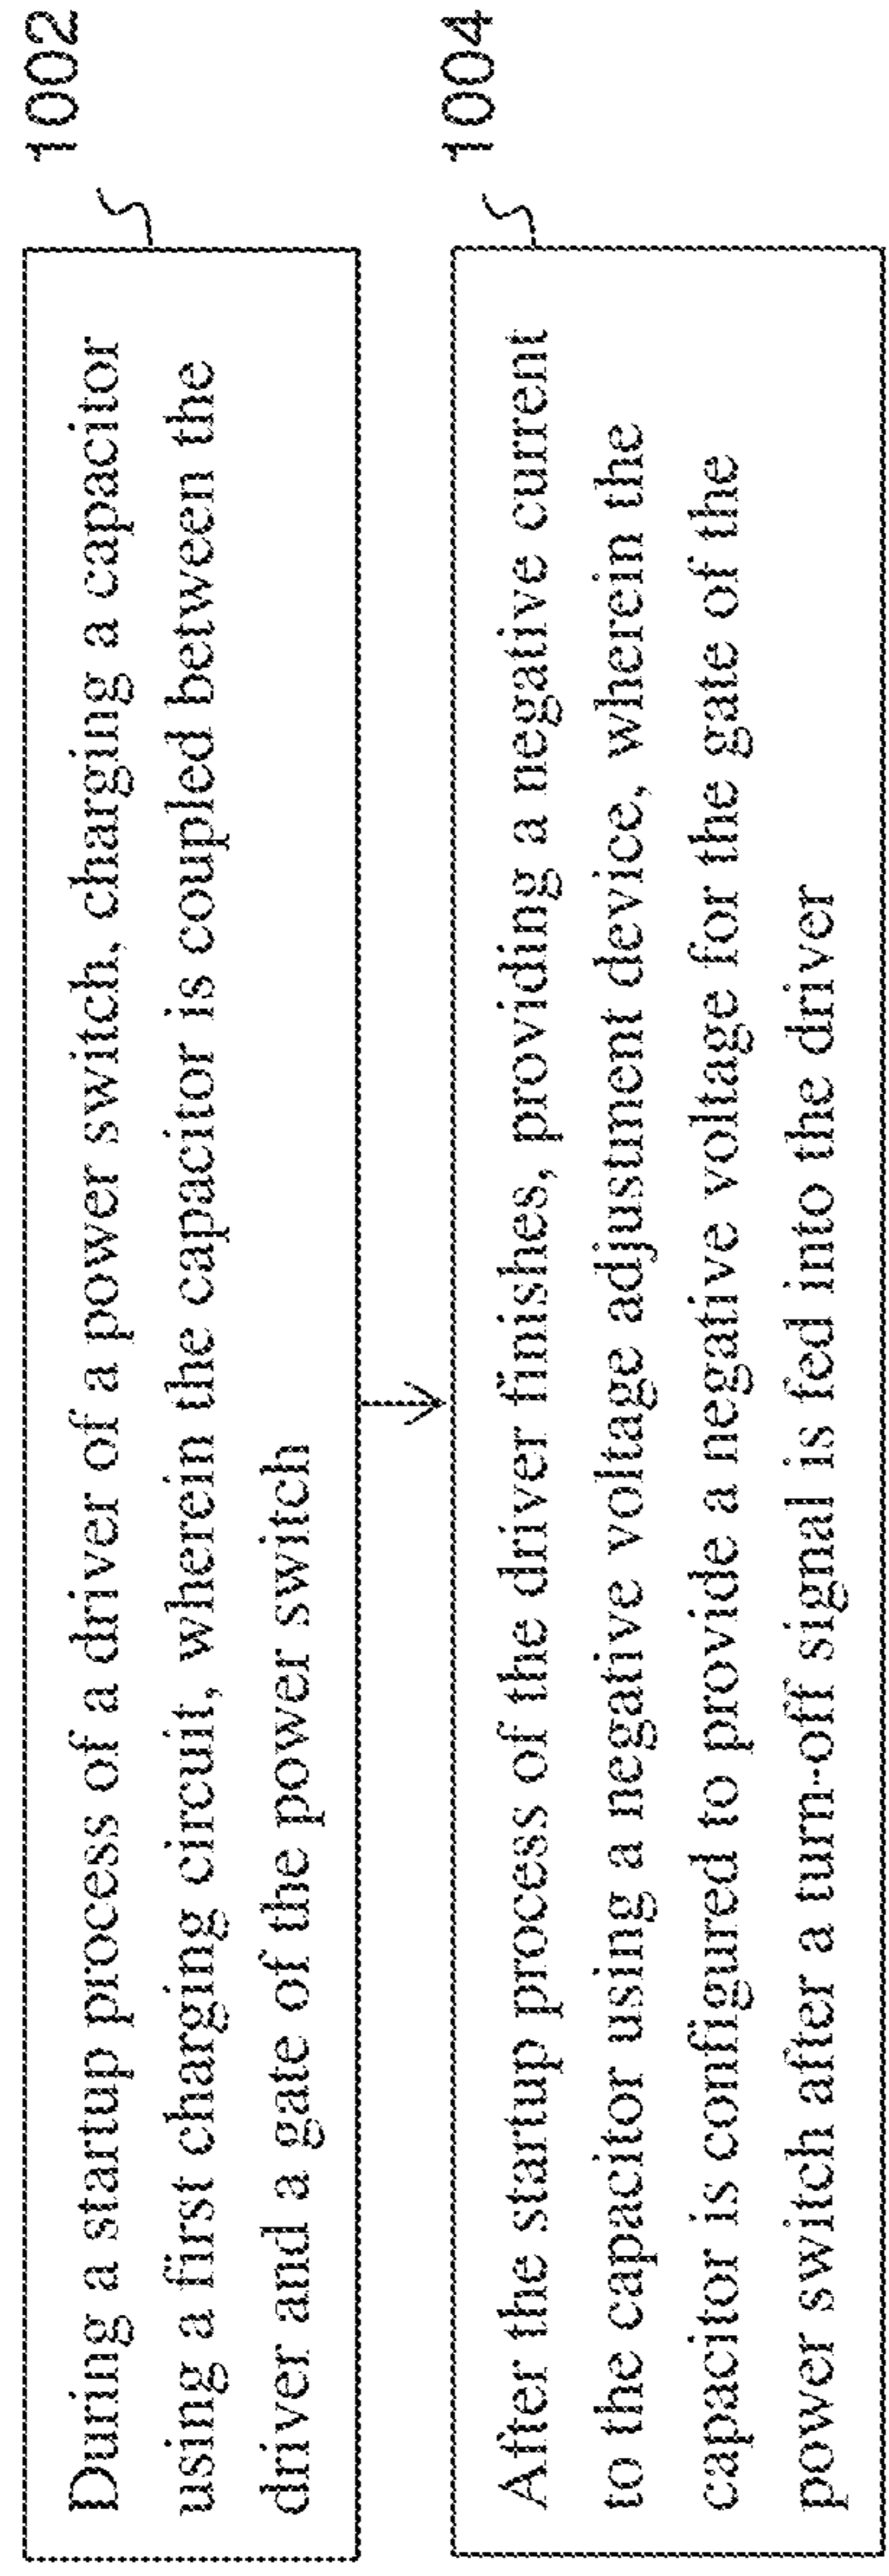 During a startup process of a driver of a power switch, charging a capacitor
using a first charging circuit, wherein the capacitor is coupled between the
driver and a gate of the power switch
1002
After the startup process of the driver finishes, providing a negative current
to the capacitor using a negative voltage adjustment device, wherein the
capacitor is configured to provide a negative voltage for the gate of the
power switch after a turn-off signal is fed into the driver
1004